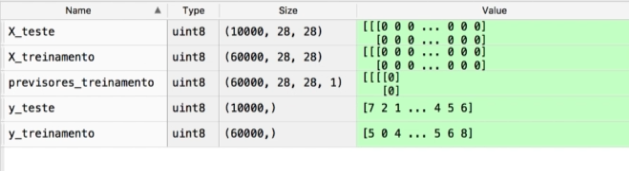 Name ▲ Type Size Value
X_teste uint8 (10000, 28, 28) [[[0 0 0 ... 0 0 0]
[0 0 0 ... 0 0 0]
X_treinamento uint8 (60000, 28, 28) [[[0 0 0 ... 0 0 0]
[0 0 0 ... 0 0 0]
previsores_treinamento uint8 (60000, 28, 28, 1) [[[[0]
[0]
y_teste uint8 (10000,) [7 2 1 ... 4 5 6]
y_treinamento uint8 (60000,) [5 0 4 ... 5 6 8]